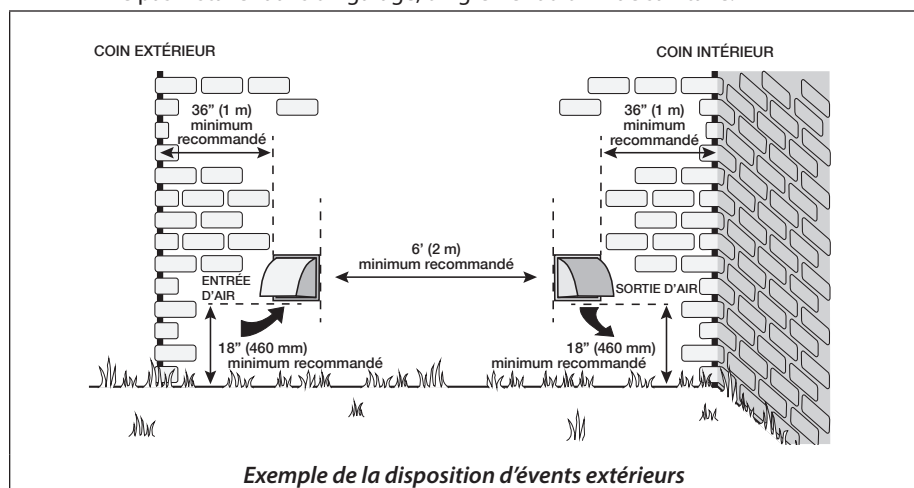 COIN EXTÉRIEUR
COIN INTÉRIEUR
36” (1 m)
minimum
recommandé
36” (1 m)
minimum
recommandé
6’ (2 m)
minimum recommandé
ENTRÉE
D’AIR
SORTIE D’AIR
18” (460 mm)
minimum recommandé
18” (460 mm)
minimum recommandé
Exemple de la disposition d’évents extérieurs